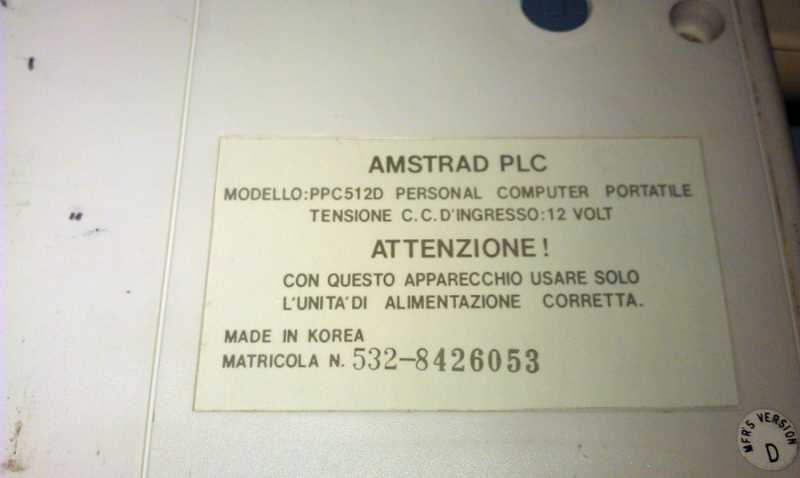 AMSTRAD PLC
MODELLO:PPC512D PERSONAL COMPUTER PORTATILE
TENSIONE C.C.D'INGRESSO:12 VOLT
ATTENZIONE!
CON QUESTO APPARECCHIO USARE SOLO
L'UNITA'DI ALIMENTAZIONE CORRETTA.
MADE IN KOREA
MATRICOLA N. 532-8426053
MFR'S VERSION
D